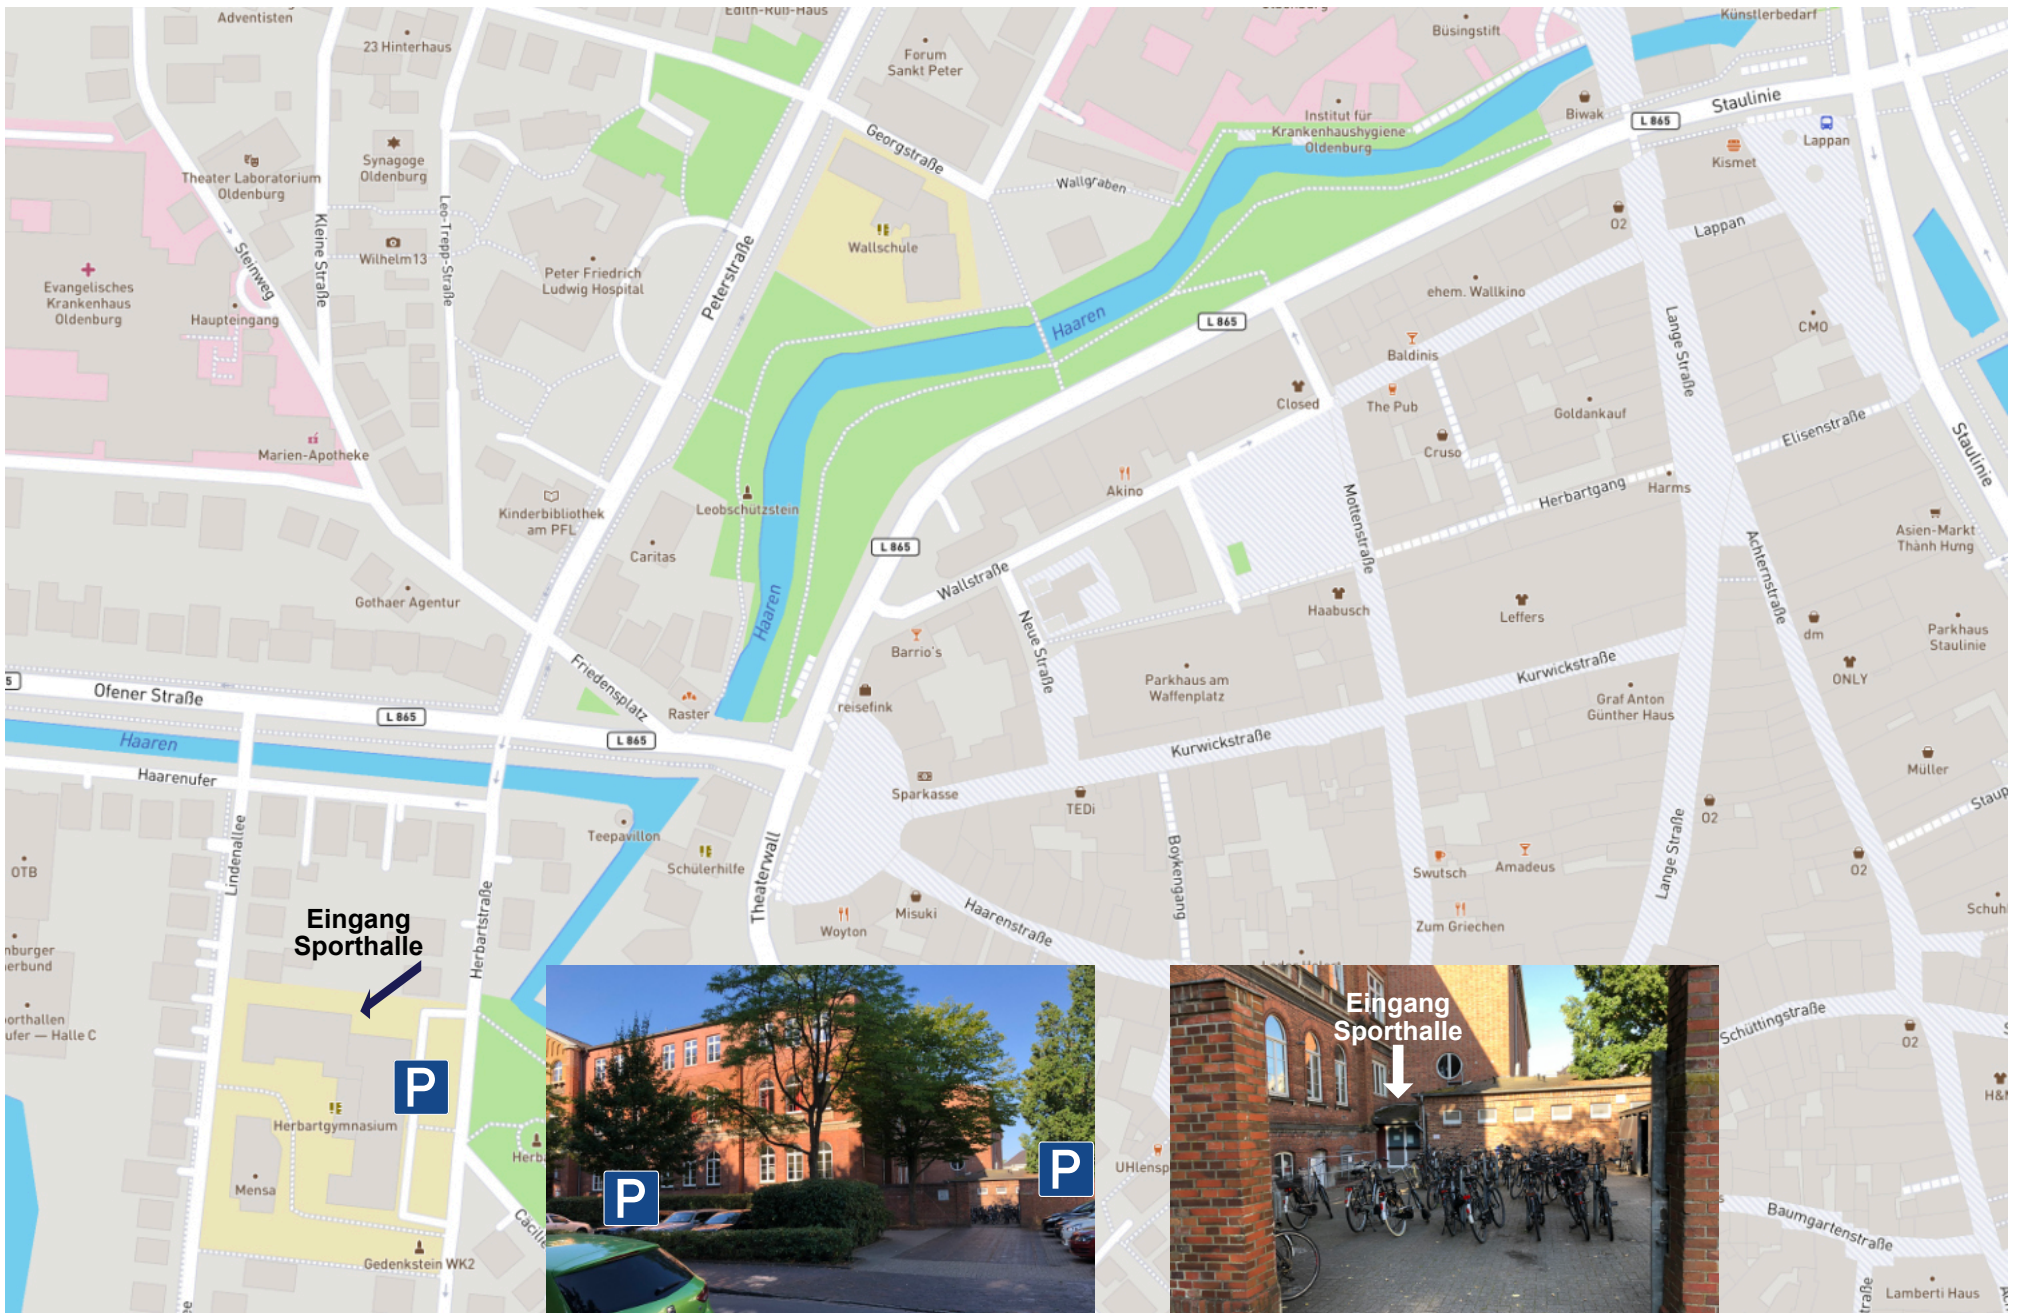 Adventisten
23 Hinterhaus
Edith-Ruß-Haus
Forum
Sankt Peter
Büsingstift
Künstlerbedarf
Georgstraße
Institut für
Krankenhaushygiene
Oldenburg
Biwak
L 865
Staulinie
Lappan
Kismet
Theater Laboratorium
Oldenburg
Synagoge
Oldenburg
Wallgraben
O2
Lappan
Kleine Straße
Leo-Trepp-Straße
Steinweg
Wilhelm13
Peter Friedrich
Ludwig Hospital
Peterstraße
Wallschule
Evangelisches
Krankenhaus
Oldenburg
Haupteingang
Haaren
L 865
ehem. Wallkino
Lange Straße
CMO
Baldinis
Closed
The Pub
Goldankauf
Elisenstraße
Staulinie
Marien-Apotheke
Cruso
Akino
Mottenstraße
Herbartgang
Harms
Kinderbibliothek
am PFL
Leobschützstein
Caritas
L 865
Achternstraße
Asien-Markt
Thành Hưng
Gothaer Agentur
Haaren
Wallstraße
Neue Straße
Haabusch
Leffers
dm
Parkhaus
Staulinie
Barrio's
Friedensplatz
Parkhaus am
Waffenplatz
Kurwickstraße
ONLY
5
Ofener Straße
L 865
Raster
reisefink
Graf Anton
Günther Haus
Haaren
L 865
Kurwickstraße
Haarenufer
Sparkasse
TEDi
Müller
O2
Lindenallee
Teepavillon
Schülerhilfe
Theaterwall
Boykengang
Swutsch
Amadeus
Lange Straße
O2
OTB
Herbartstraße
Woyton
Misuki
Haarenstraße
Zum Griechen
Eingang
Sporthalle
Eingang
Sporthalle
Schüttingstraße
O2
P
Herbartgymnasium
P
P
Mensa
Gedenkstein WK2
Baumgartenstraße
Lamberti Haus